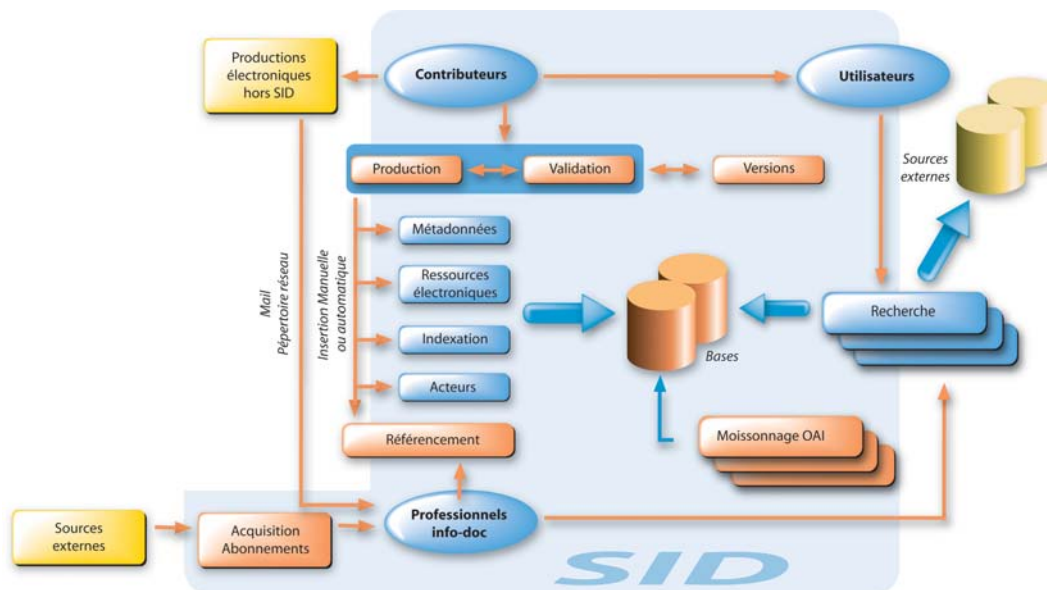 Productions
électroniques
hors SID
Contributeurs
Utilisateurs
Sources
externes
Production
Validation
Versions
Métadonnées
Ressources
électroniques
Indexation
Acteurs
Mail
Pépertoire réseau
Insertion Manuelle
ou automatique
Bases
Recherche
Référencement
Moissonnage OAI
Sources
externes
Acquisition
Abonnements
Professionnels
info-doc
SID